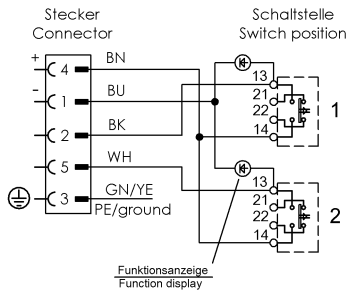 Stecker
Connector
Schaltstelle
Switch position
+
4
BN
-
1
BU
2
BK
5
WH
3
GN/YE
PE/ground
13
21
22
14
1
13
21
22
14
2
Funktionsanzeige
Function display